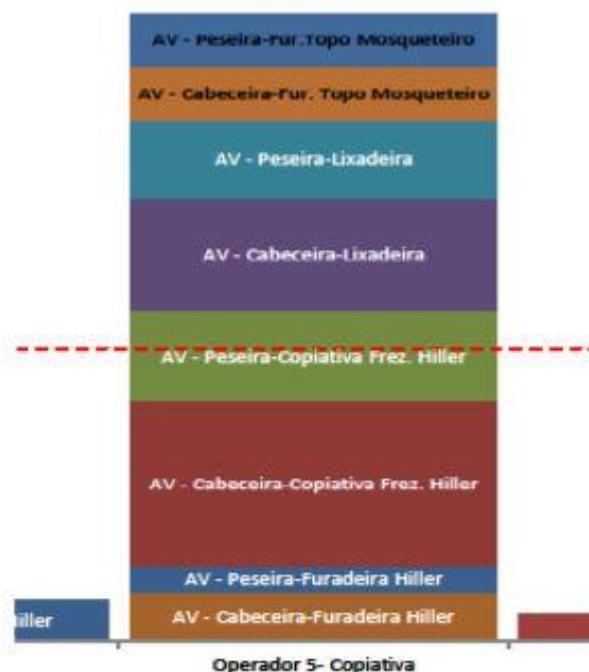 AV - Peseira-Fur.Topo Mosqueteiro
AV - Cabeceira-Fur. Topo Mosqueteiro
AV - Peseira-Lixadeira
AV - Cabeceira-Lixadeira
AV - Peseira-Copiativa Frez. Hiller
AV - Cabeceira-Copiativa Frez. Hiller
AV - Peseira-Furadeira Hiller
AV - Cabeceira-Furadeira Hiller
iller
Operador 5- Copiativa